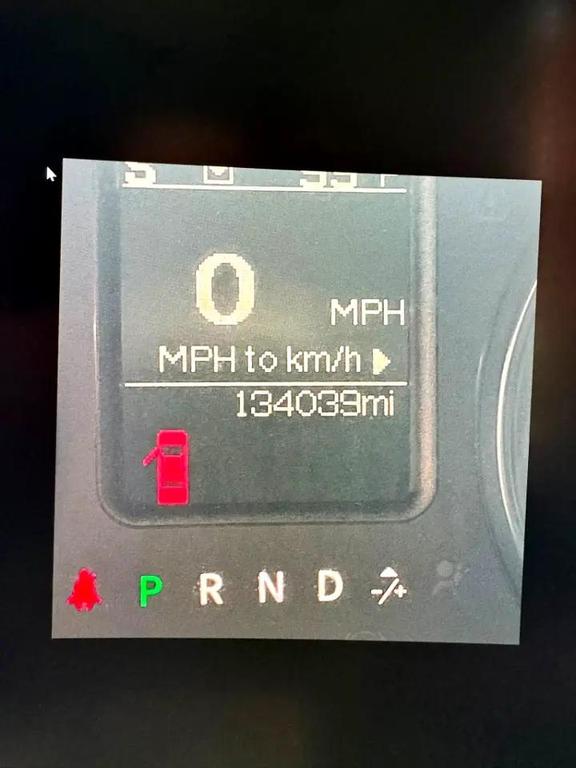 0
MPH
MPH to km/h
134039mi
P R N D -/+